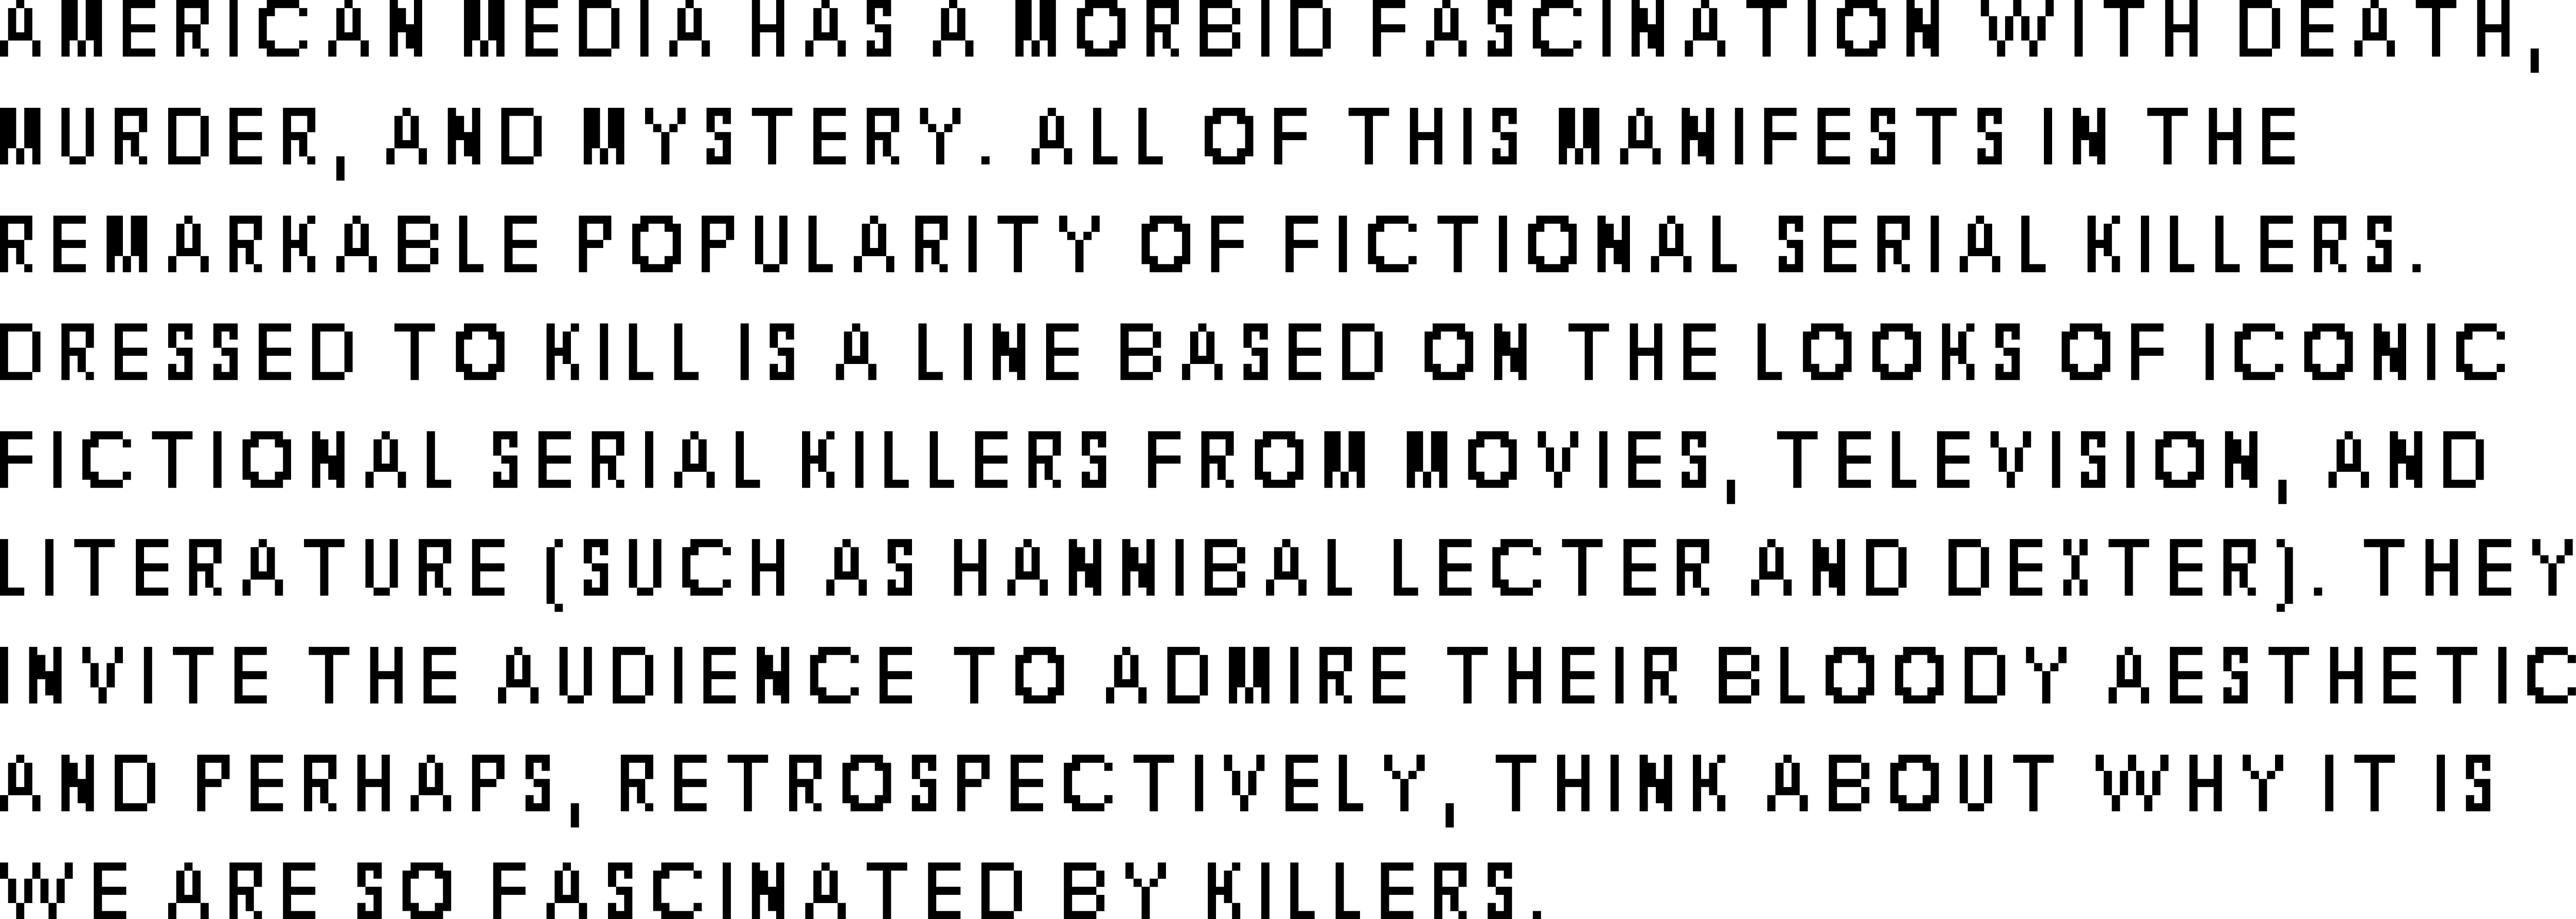 AMERICAN MEDIA HAS A MORBID FASCINATION WITH DEATH,
MURDER, AND MYSTERY. ALL OF THIS MANIFESTS IN THE
REMARKABLE POPULARITY OF FICTIONAL SERIAL KILLERS.
DRESSED TO KILL IS A LINE BASED ON THE LOOKS OF ICONIC
FICTIONAL SERIAL KILLERS FROM MOVIES, TELEVISION, AND
LITERATURE (SUCH AS HANNIBAL LECTER AND DEXTER). THEY
INVITE THE AUDIENCE TO ADMIRE THEIR BLOODY AESTHETIC
AND PERHAPS, RETROSPECTIVELY, THINK ABOUT WHY IT IS
WE ARE SO FASCINATED BY KILLERS.